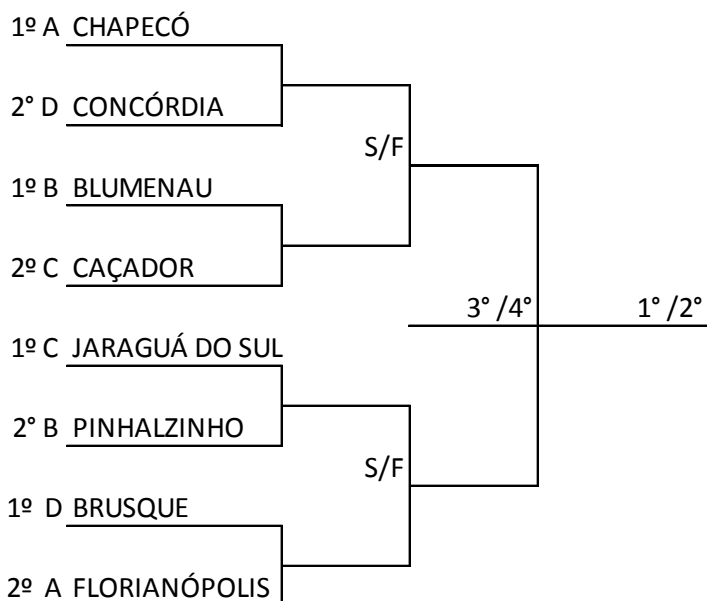 1º A CHAPECÓ
2° D CONCÓRDIA
S/F
1º B BLUMENAU
2º C CAÇADOR
3° /4° 1° /2°
1º C JARAGUÁ DO SUL
2° B PINHALZINHO
S/F
1º D BRUSQUE
2º A FLORIANÓPOLIS